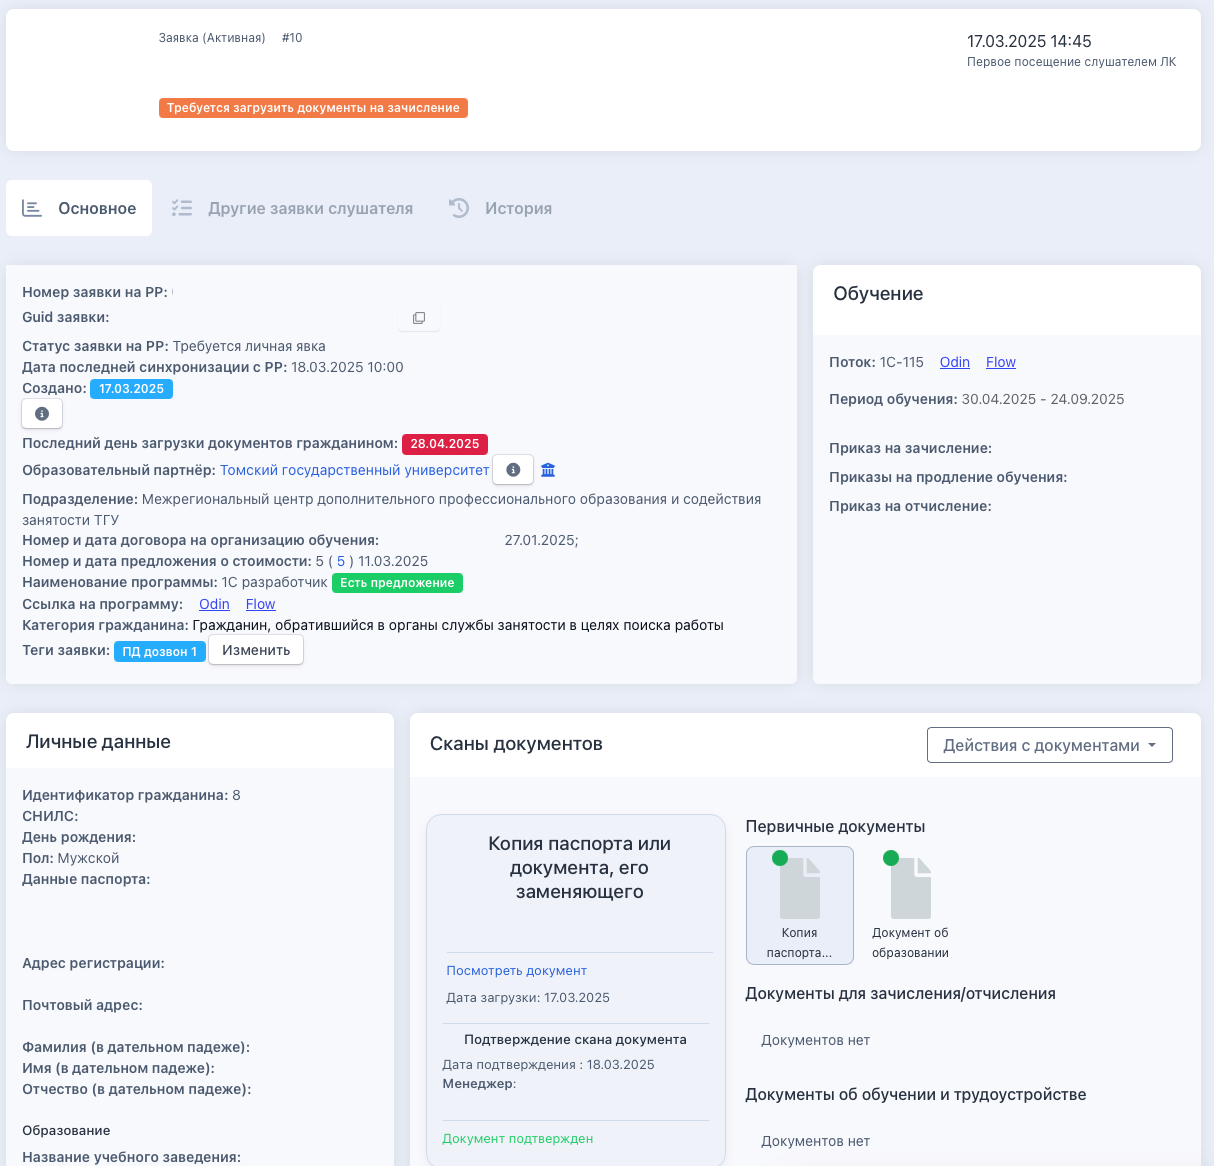 Заявка (Активная) #10
17.03.2025 14:45
Первое посещение слушателем ЛК
Требуется загрузить документы на зачисление
Основное
Другие заявки слушателя
История
Номер заявки на РР:
Guid заявки:
Статус заявки на РР: Требуется личная явка
Дата последней синхронизации с РР: 18.03.2025 10:00
Создано: 17.03.2025
Последний день загрузки документов гражданином: 28.04.2025
Образовательный партнёр: Томский государственный университет
Подразделение: Межрегиональный центр дополнительного профессионального образования и содействия
занятости ТГУ
Номер и дата договора на организацию обучения: 27.01.2025;
Номер и дата предложения о стоимости: 5 ( 5 ) 11.03.2025
Наименование программы: 1С разработчик Есть предложение
Ссылка на программу: Odin Flow
Категория гражданина: Гражданин, обратившийся в органы службы занятости в целях поиска работы
Теги заявки: ПД дозвон 1 Изменить
Обучение
Поток: 1С-115 Odin Flow
Период обучения: 30.04.2025 - 24.09.2025
Приказ на зачисление:
Приказы на продление обучения:
Приказ на отчисление:
Личные данные
Идентификатор гражданина: 8
СНИЛС:
День рождения:
Пол: Мужской
Данные паспорта:
Адрес регистрации:
Почтовый адрес:
Фамилия (в дательном падеже):
Имя (в дательном падеже):
Отчество (в дательном падеже):
Образование
Название учебного заведения:
Сканы документов
Действия с документами
Копия паспорта или
документа, его
заменяющего
Посмотреть документ
Дата загрузки: 17.03.2025
Подтверждение скана документа
Дата подтверждения : 18.03.2025
Менеджер:
Документ подтвержден
Первичные документы
Копия
паспорта...
Документ об
образовании
Документы для зачисления/отчисления
Документов нет
Документы об обучении и трудоустройстве
Документов нет